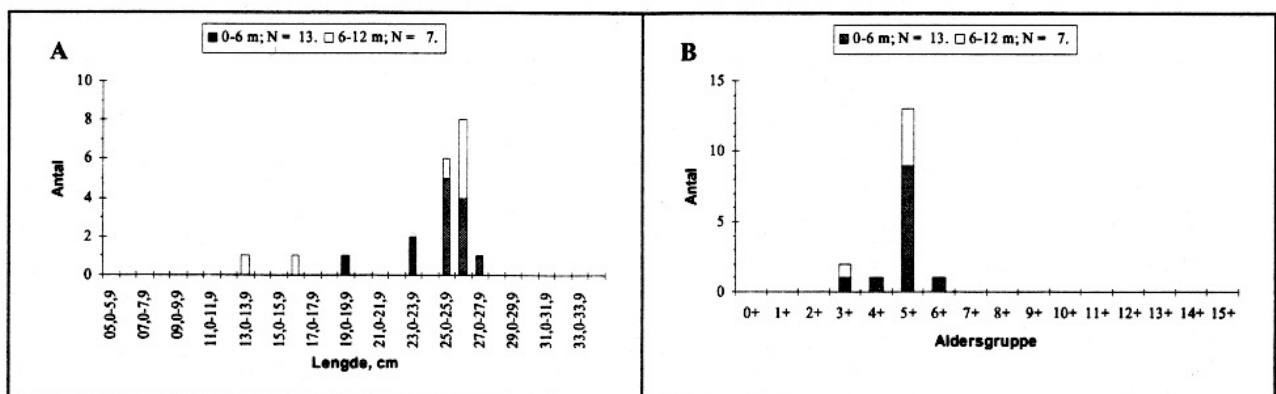 A
■ 0-6 m; N = 13. □ 6-12 m; N = 7.
10
8
6
4
2
0
Antal
05,0-5,9
07,0-7,9
09,0-9,9
11,0-11,9
13,0-13,9
15,0-15,9
17,0-17,9
19,0-19,9
21,0-21,9
23,0-23,9
25,0-25,9
27,0-27,9
29,0-29,9
31,0-31,9
33,0-33,9
Lengde, cm
B
■ 0-6 m; N = 13. □ 6-12 m; N = 7.
15
10
5
0
Antal
0+ 1+ 2+ 3+ 4+ 5+ 6+ 7+ 8+ 9+ 10+ 11+ 12+ 13+ 14+ 15+
Aldersgruppe